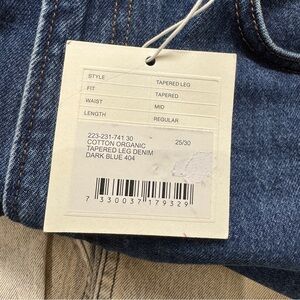 STYLE TAPERED LEG
FIT TAPERED
WAIST MID
LENGTH REGULAR
223-231-741 30
COTTON ORGANIC 25/30
TAPERED LEG DENIM
DARK BLUE 404
7 330037 179329